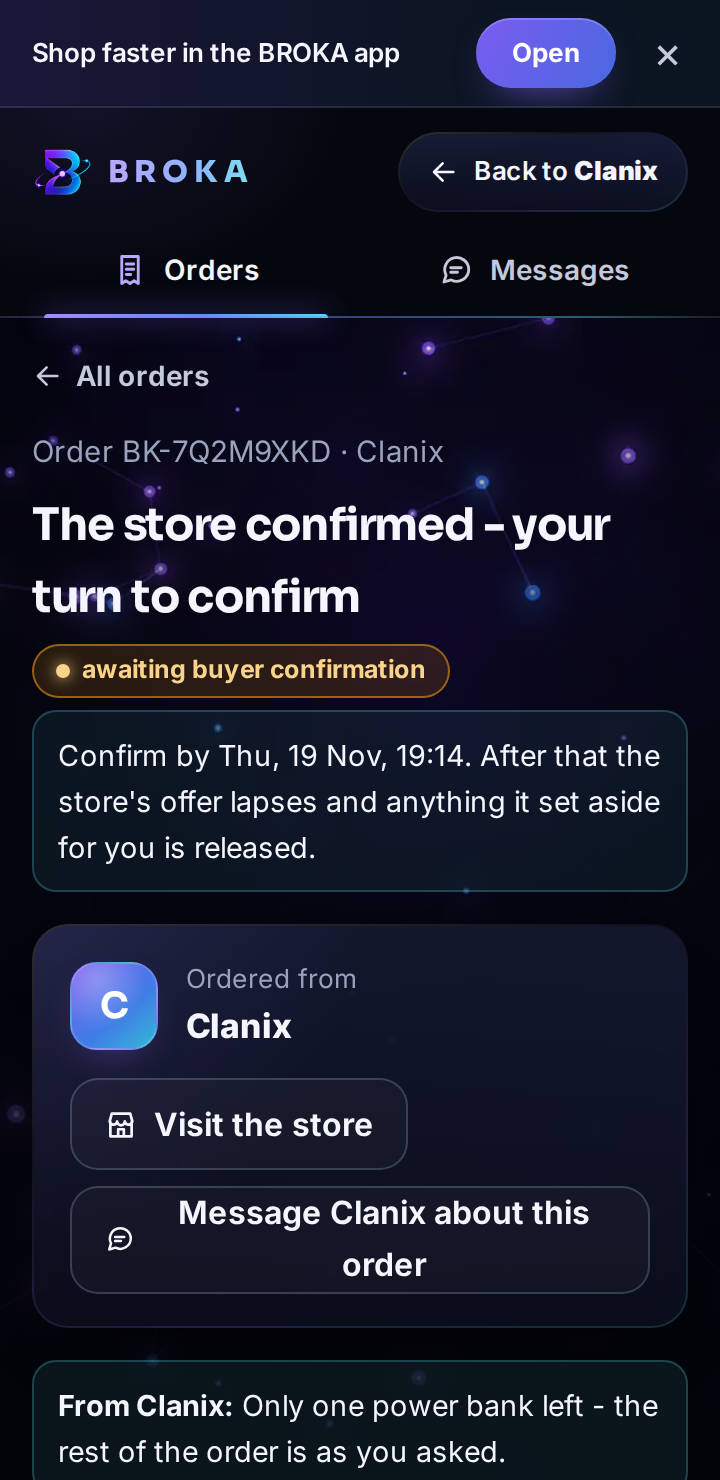 Shop faster in the BROKA app
Open
BROKA
Back to Clanix
Orders
Messages
All orders
Order BK-7Q2M9XKD · Clanix
The store confirmed - your
turn to confirm
awaiting buyer confirmation
Confirm by Thu, 19 Nov, 19:14. After that the
store's offer lapses and anything it set aside
for you is released.
C
Ordered from
Clanix
Visit the store
Message Clanix about this
order
From Clanix: Only one power bank left - the
rest of the order is as you asked.